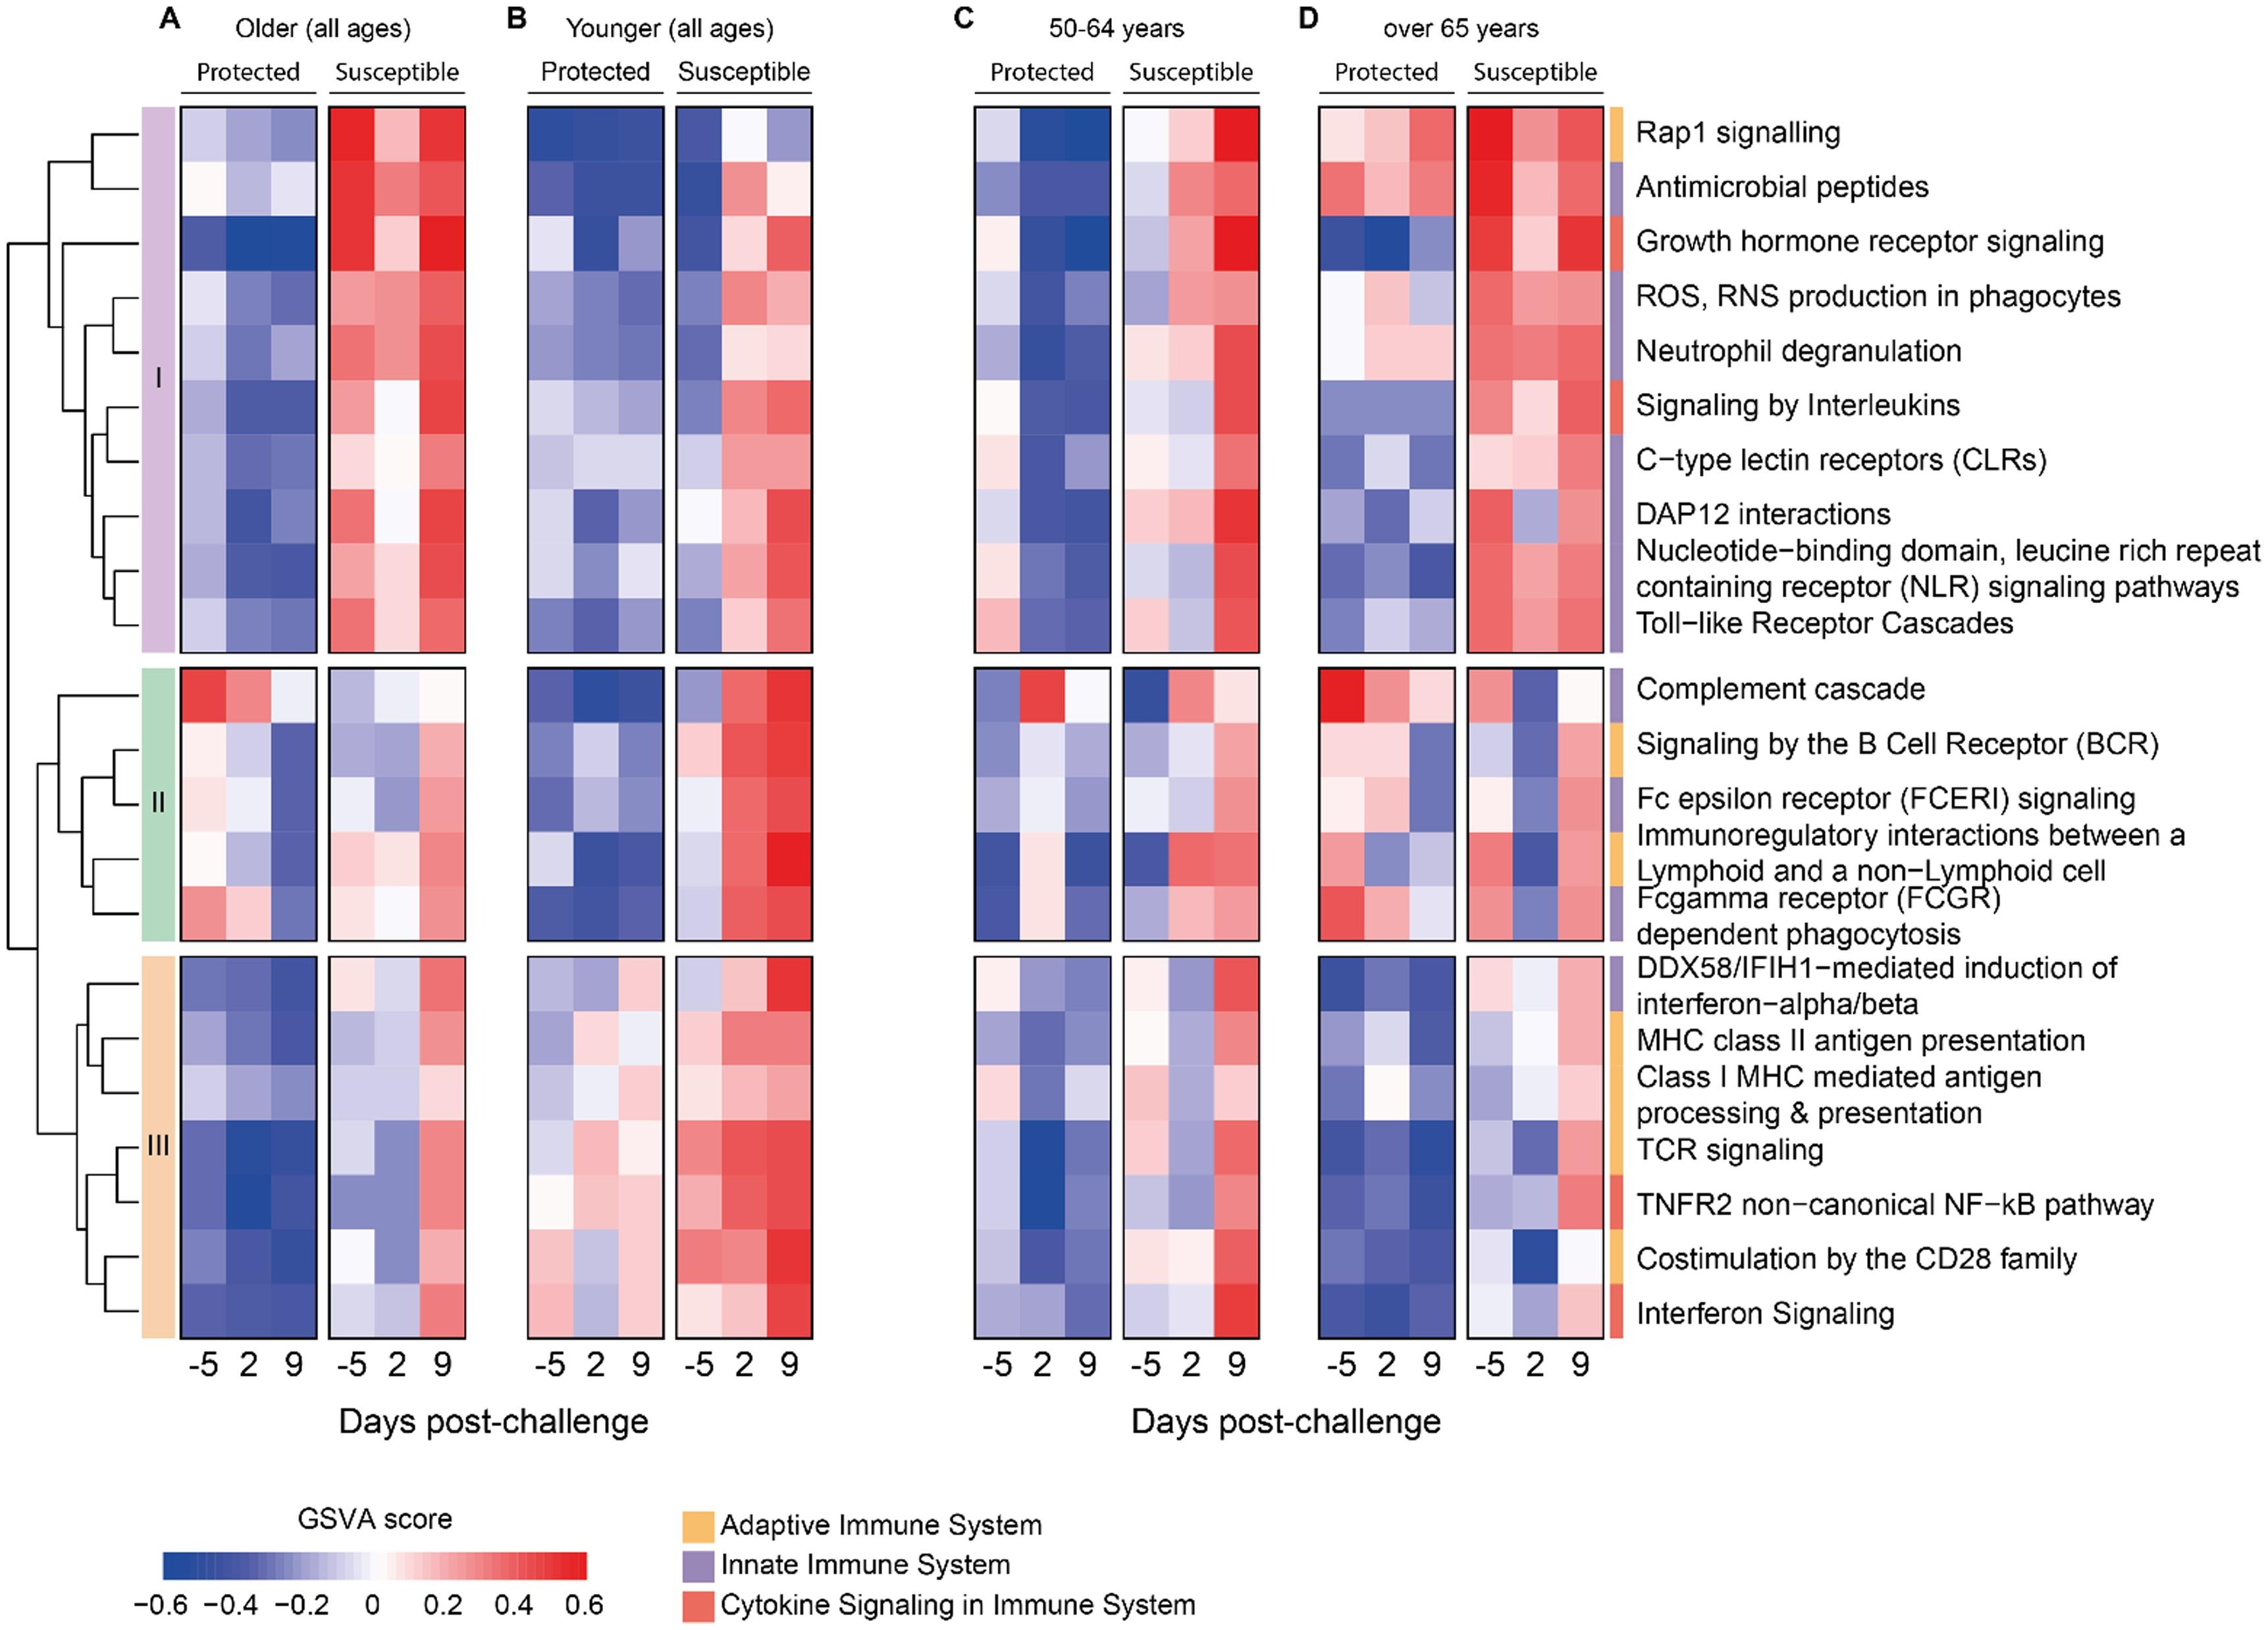 A Older (all ages) B Younger (all ages) C 50-64 years D over 65 years
Protected Susceptible Protected Susceptible Protected Susceptible Protected Susceptible
I
II
III
Rap1 signalling
Antimicrobial peptides
Growth hormone receptor signaling
ROS, RNS production in phagocytes
Neutrophil degranulation
Signaling by Interleukins
C−type lectin receptors (CLRs)
DAP12 interactions
Nucleotide−binding domain, leucine rich repeat
containing receptor (NLR) signaling pathways
Toll−like Receptor Cascades
Complement cascade
Signaling by the B Cell Receptor (BCR)
Fc epsilon receptor (FCERI) signaling
Immunoregulatory interactions between a
Lymphoid and a non−Lymphoid cell
Fcgamma receptor (FCGR)
dependent phagocytosis
DDX58/IFIH1−mediated induction of
interferon−alpha/beta
MHC class II antigen presentation
Class I MHC mediated antigen
processing & presentation
TCR signaling
TNFR2 non−canonical NF−kB pathway
Costimulation by the CD28 family
Interferon Signaling
-5 2 9 -5 2 9 -5 2 9 -5 2 9 -5 2 9 -5 2 9 -5 2 9 -5 2 9
Days post-challenge Days post-challenge
GSVA score
−0.6 −0.4 −0.2 0 0.2 0.4 0.6
Adaptive Immune System
Innate Immune System
Cytokine Signaling in Immune System